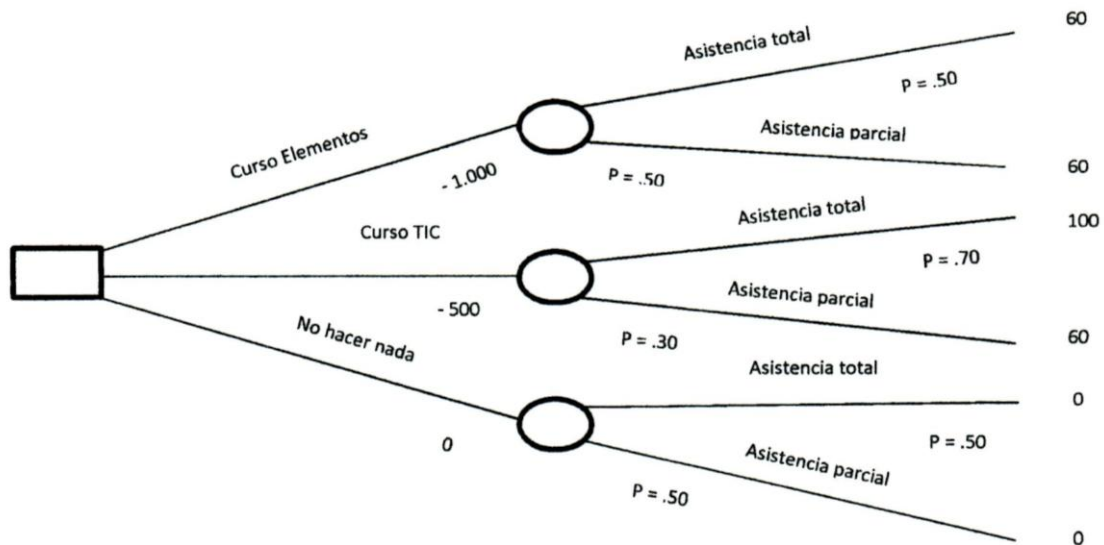 60
Asistencia total
P = .50
Curso Elementos
Asistencia parcial
- 1.000
P = .50
60
Curso TIC
Asistencia total
100
P = .70
- 500
Asistencia parcial
No hacer nada
P = .30
60
Asistencia total
0
0
P = .50
Asistencia parcial
P = .50
0